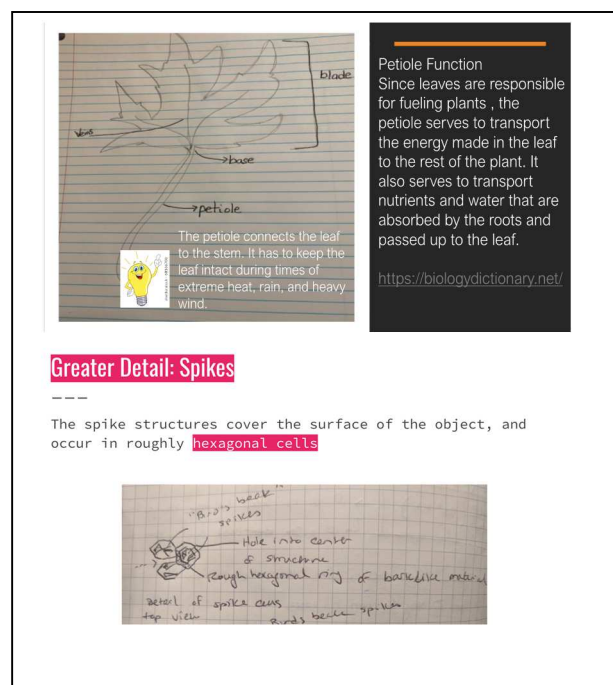 blade
veins
base
petiole
The petiole connects the leaf
to the stem. It has to keep the
leaf intact during times of
extreme heat, rain, and heavy
wind.
Petiole Function
Since leaves are responsible
for fueling plants , the
petiole serves to transport
the energy made in the leaf
to the rest of the plant. It
also serves to transport
nutrients and water that are
absorbed by the roots and
passed up to the leaf.
https://biologydictionary.net/
Greater Detail: Spikes
———
The spike structures cover the surface of the object, and
occur in roughly hexagonal cells
"Bird's beak"
spikes
Hole into center
of structure
Rough hexagonal ring of barklike material
detail of spike cells
top view
Birds beak spikes